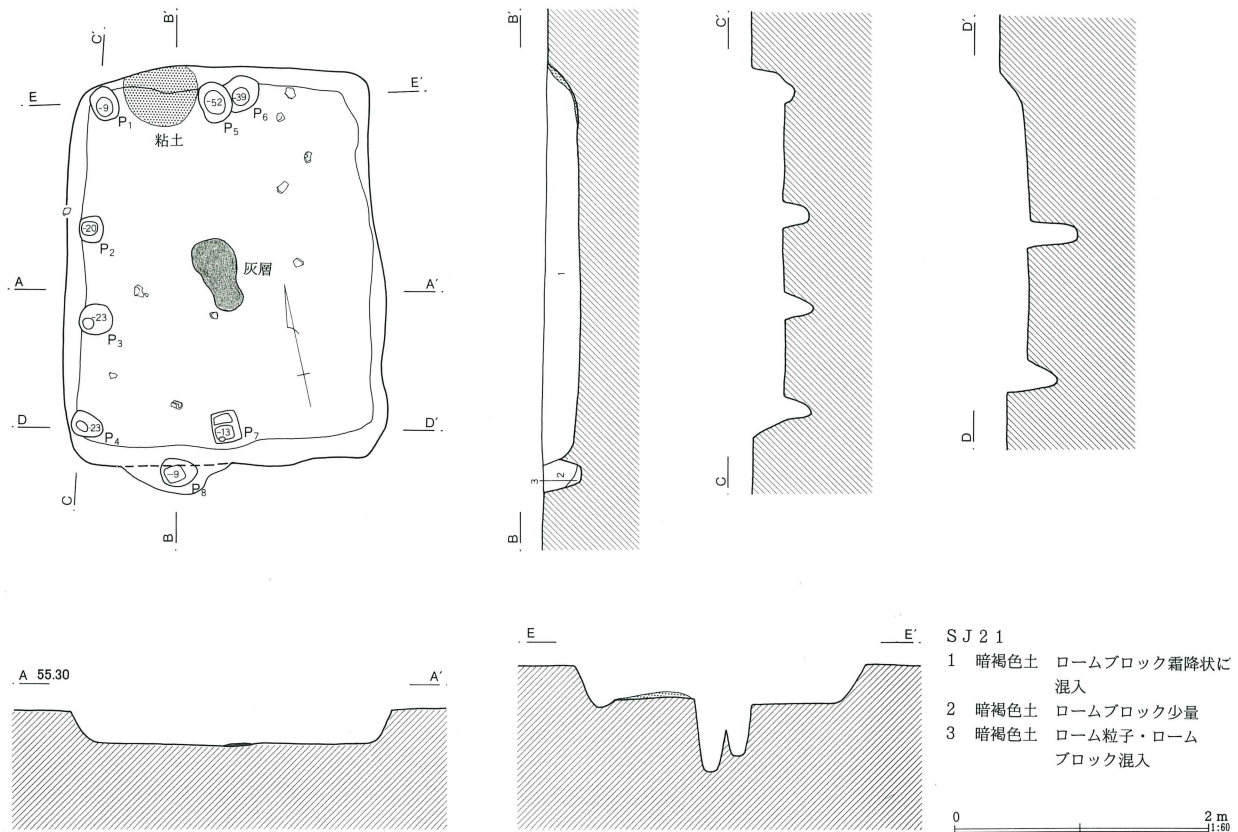 B′
C′
E
E′
-9
P1
粘土
-52
P5
-39
P6
-20
P2
灰層
A
A′
-23
P3
D
D′
-23
P4
-13
P7
-9
P8
C
B
B′
1
2
3
B
C′
C
D′
D
A 55.30
A′
E
E′
SJ21
1 暗褐色土 ロームブロック霜降状に
混入
2 暗褐色土 ロームブロック少量
3 暗褐色土 ローム粒子・ローム
ブロック混入
0 2 m
1:60